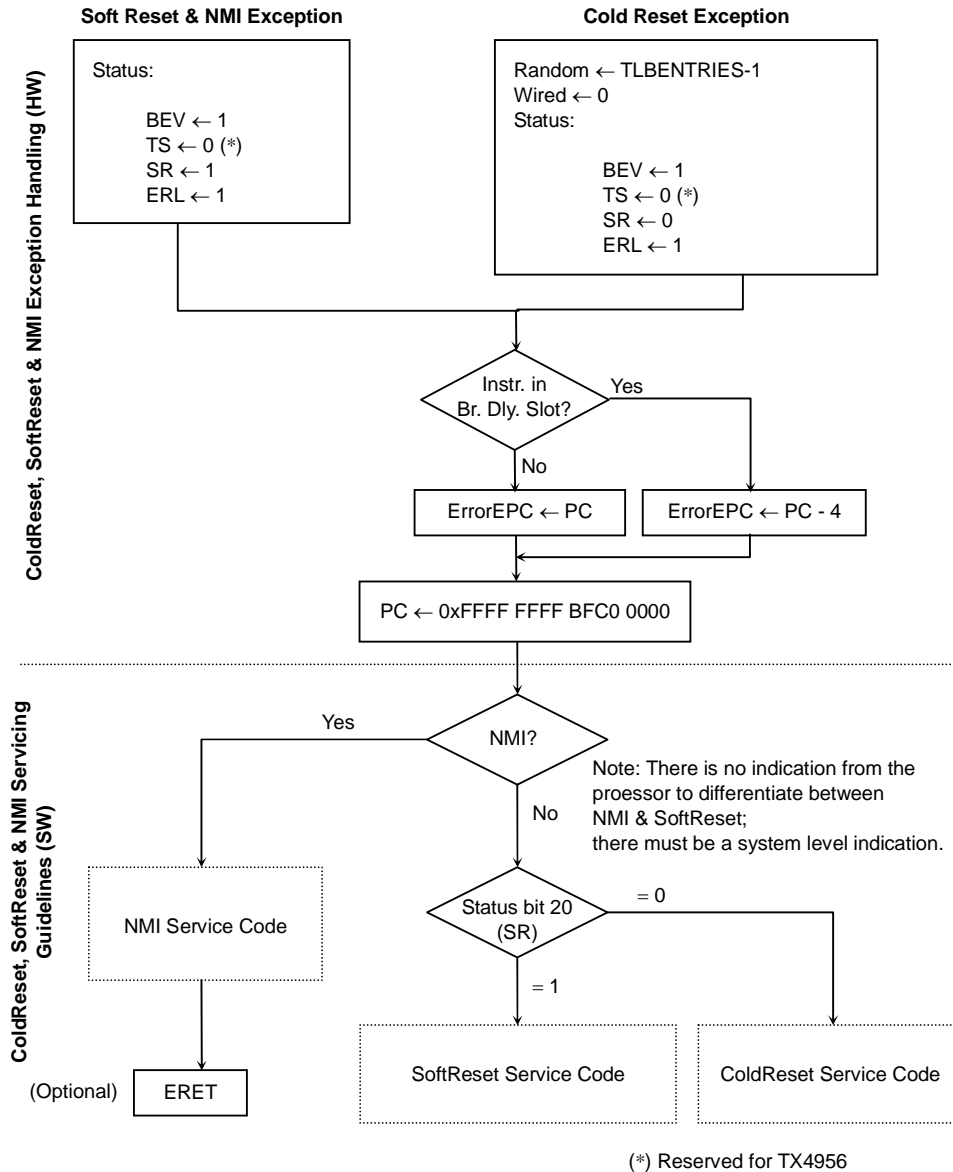 Soft Reset & NMI Exception
Cold Reset Exception
ColdReset, SoftReset & NMI Exception Handling (HW)
Status:
BEV ← 1
TS ← 0 (*)
SR ← 1
ERL ← 1
Random ← TLBENTRIES-1
Wired ← 0
Status:
BEV ← 1
TS ← 0 (*)
SR ← 0
ERL ← 1
Instr. in
Br. Dly. Slot?
Yes
No
ErrorEPC ← PC
ErrorEPC ← PC - 4
PC ← 0xFFFF FFFF BFC0 0000
ColdReset, SoftReset & NMI Servicing
Guidelines (SW)
Yes
NMI?
No
Note: There is no indication from the
proessor to differentiate between
NMI & SoftReset;
there must be a system level indication.
NMI Service Code
Status bit 20
(SR)
= 0
= 1
SoftReset Service Code
ColdReset Service Code
(Optional)
ERET
(*) Reserved for TX4956